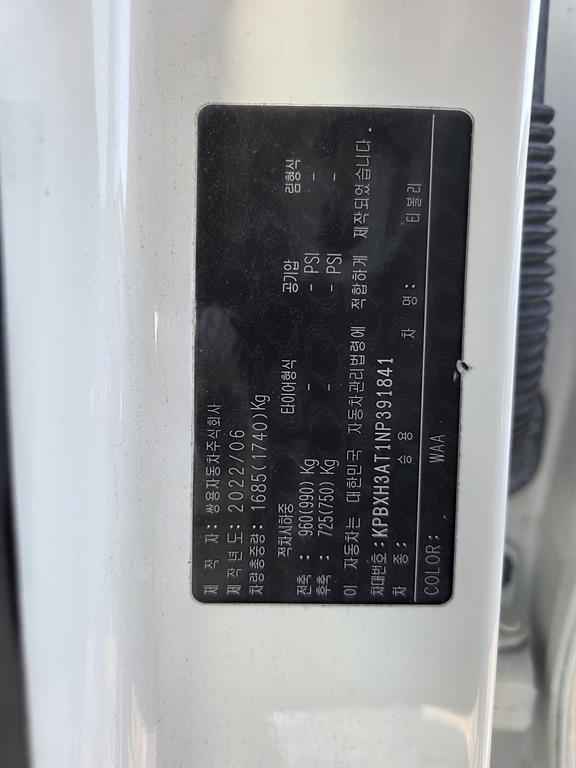 제 작 자: 쌍용자동차주식회사
제작년도: 2022/06
차량총중량: 1685(1740)Kg
적차시하중 타이어형식 공기압 림형식
전축 : 960(990) Kg - - PSI -
후축 : 725(750) Kg - - PSI -
이 자동차는 대한민국 자동차관리법령에 적합하게 제작되었습니다.
차대번호: KPBXH3AT1NP391841
차 종: 승용 차 명: 티볼리
COLOR: WAA